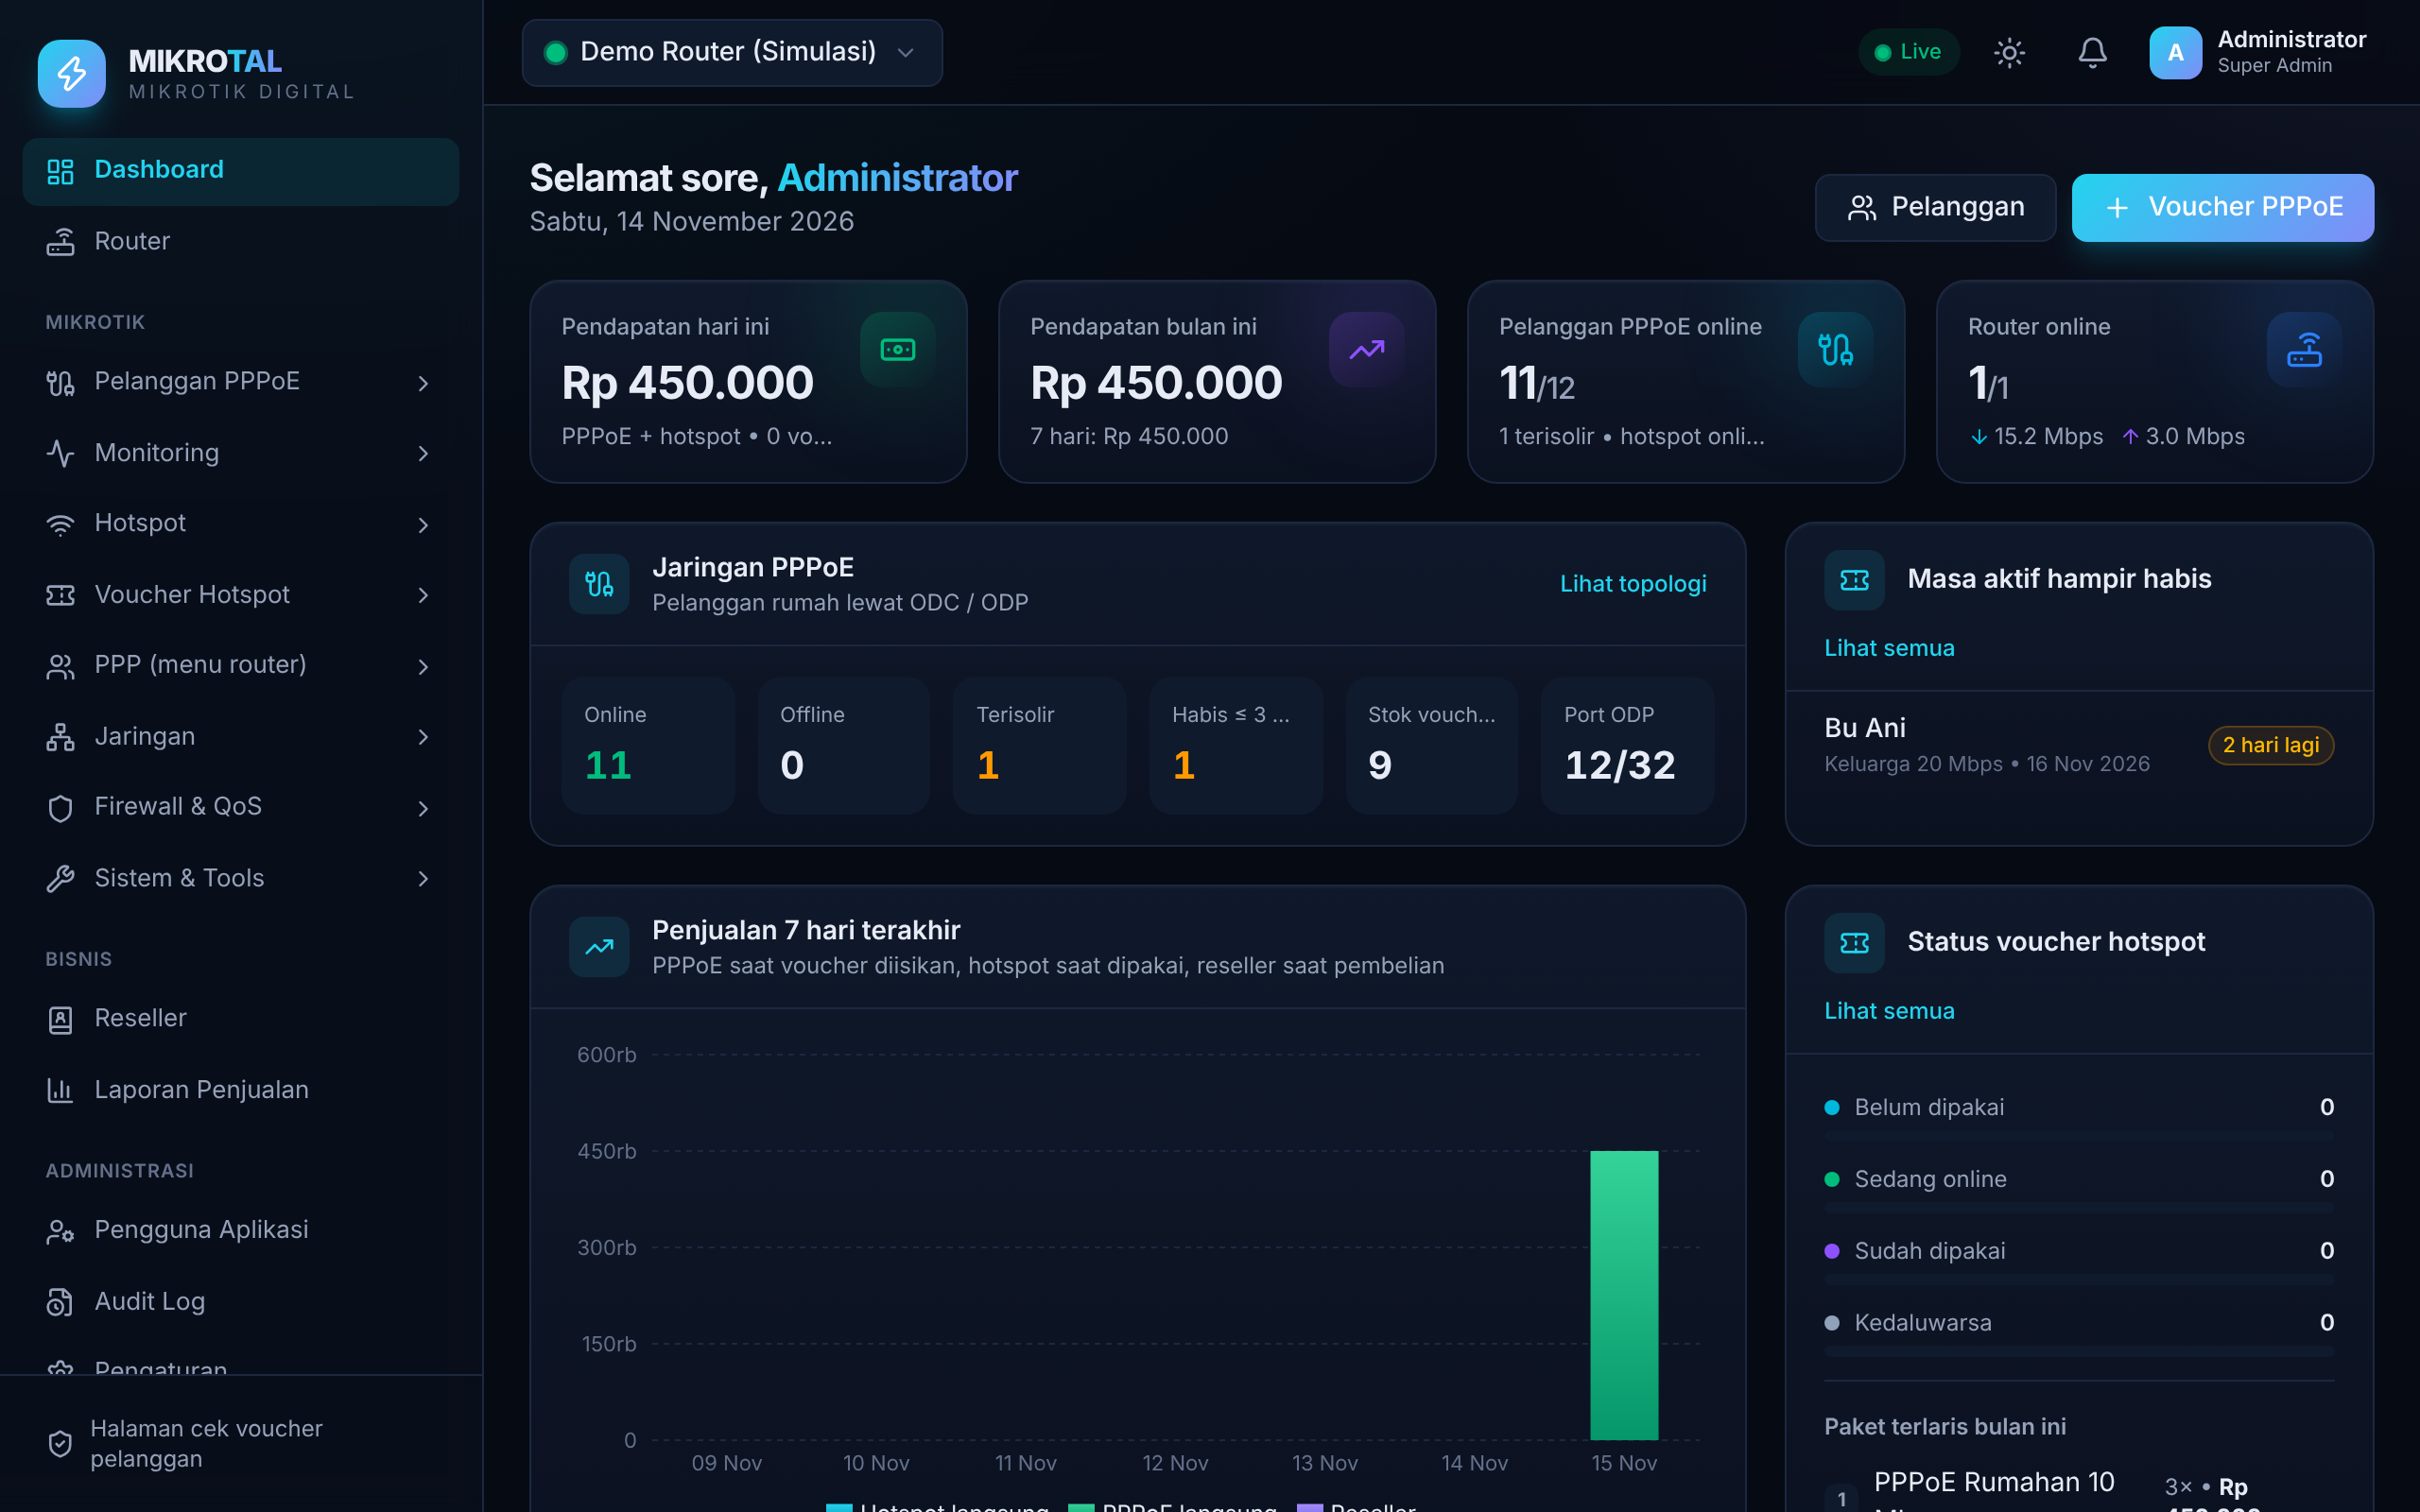 MIKROTAL
MIKROTIK DIGITAL
Dashboard
Router
MIKROTIK
Pelanggan PPPoE
Monitoring
Hotspot
Voucher Hotspot
PPP (menu router)
Jaringan
Firewall & QoS
Sistem & Tools
BISNIS
Reseller
Laporan Penjualan
ADMINISTRASI
Pengguna Aplikasi
Audit Log
Pengaturan
Halaman cek voucher
pelanggan
Demo Router (Simulasi)
Live
A
Administrator
Super Admin
Selamat sore, Administrator
Sabtu, 14 November 2026
Pelanggan
+ Voucher PPPoE
Pendapatan hari ini
Rp 450.000
PPPoE + hotspot • 0 vo...
Pendapatan bulan ini
Rp 450.000
7 hari: Rp 450.000
Pelanggan PPPoE online
11/12
1 terisolir • hotspot onli...
Router online
1/1
↓ 15.2 Mbps ↑ 3.0 Mbps
Jaringan PPPoE
Pelanggan rumah lewat ODC / ODP
Lihat topologi
Online
11
Offline
0
Terisolir
1
Habis ≤ 3 ...
1
Stok vouch...
9
Port ODP
12/32
Masa aktif hampir habis
Lihat semua
Bu Ani
Keluarga 20 Mbps • 16 Nov 2026
2 hari lagi
Penjualan 7 hari terakhir
PPPoE saat voucher diisikan, hotspot saat dipakai, reseller saat pembelian
600rb
450rb
300rb
150rb
0
09 Nov
10 Nov
11 Nov
12 Nov
13 Nov
14 Nov
15 Nov
Hotspot langsung PPPoE langsung Reseller
Status voucher hotspot
Lihat semua
Belum dipakai 0
Sedang online 0
Sudah dipakai 0
Kedaluwarsa 0
Paket terlaris bulan ini
1
PPPoE Rumahan 10
3× • Rp